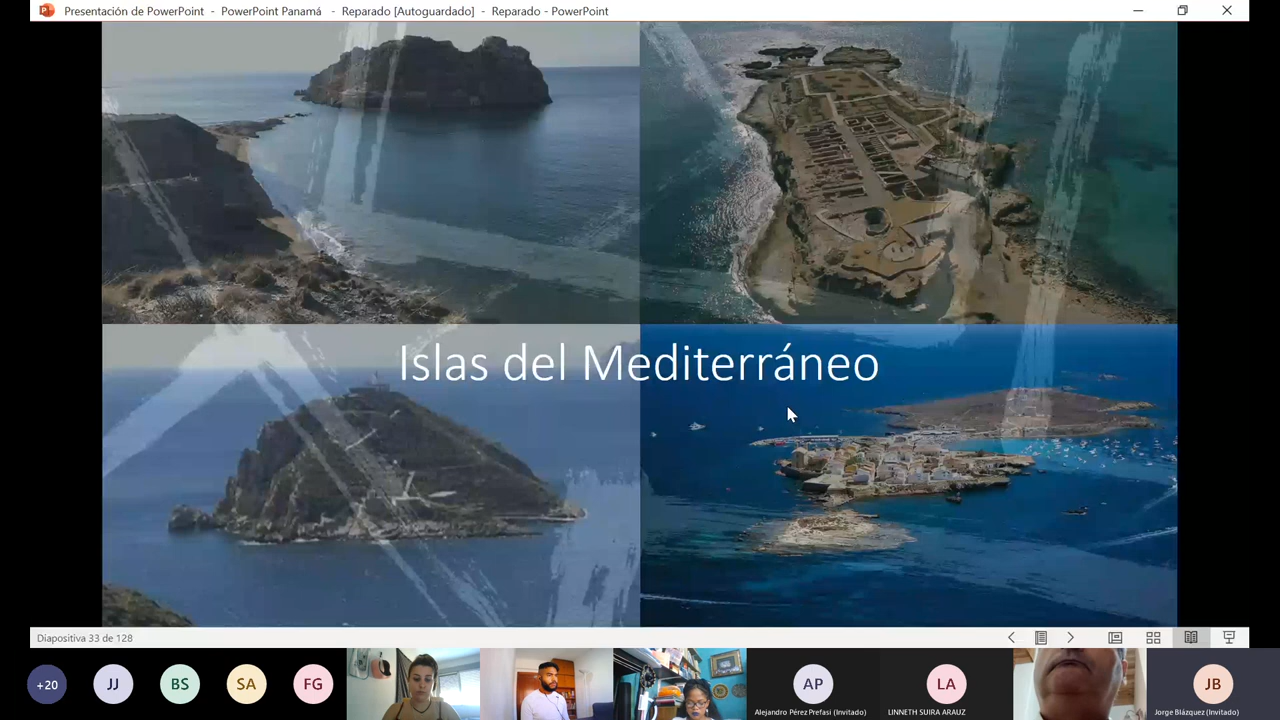 Presentación de PowerPoint - PowerPoint Panamá - Reparado [Autoguardado] - Reparado - PowerPoint
Islas del Mediterráneo
Diapositiva 33 de 128
+20
JJ
BS
SA
FG
AP
LA
JB
Alejandro Pérez Prefasi (Invitado)
LINNETH SUIRA ARAUZ
Jorge Blázquez (Invitado)